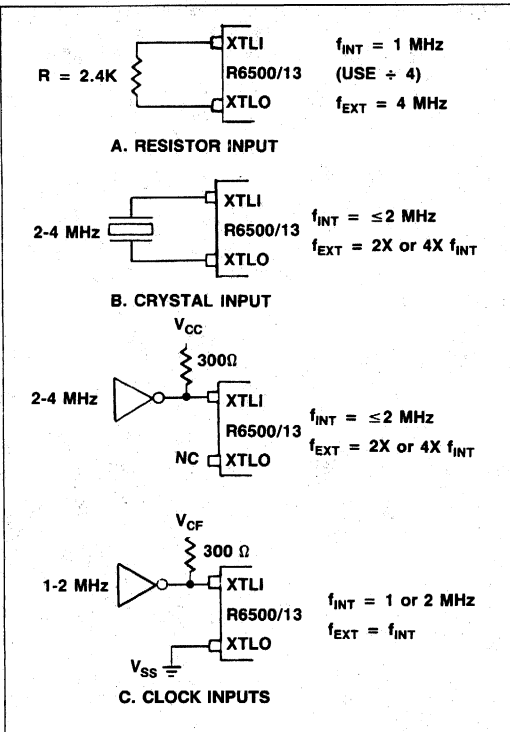 XTLI
R = 2.4K
R6500/13
XTLO
f_INT = 1 MHz
(USE ÷ 4)
f_EXT = 4 MHz
A. RESISTOR INPUT
XTLI
2-4 MHz
R6500/13
XTLO
f_INT = ≤2 MHz
f_EXT = 2X or 4X f_INT
B. CRYSTAL INPUT
V_CC
300Ω
2-4 MHz
XTLI
R6500/13
NC
XTLO
f_INT = ≤2 MHz
f_EXT = 2X or 4X f_INT
V_CF
300 Ω
1-2 MHz
XTLI
R6500/13
XTLO
V_SS
f_INT = 1 or 2 MHz
f_EXT = f_INT
C. CLOCK INPUTS